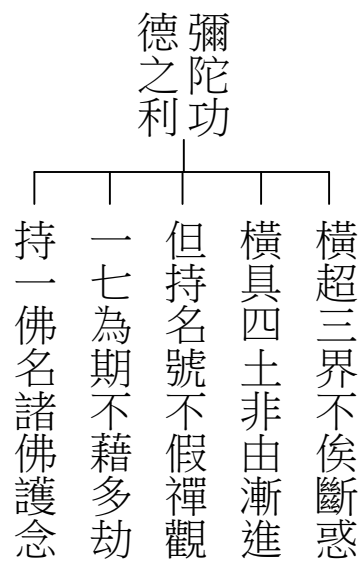 彌陀功
德之利
橫超三界不俟斷惑
橫具四土非由漸進
但持名號不假禪觀
一七為期不藉多劫
持一佛名諸佛護念